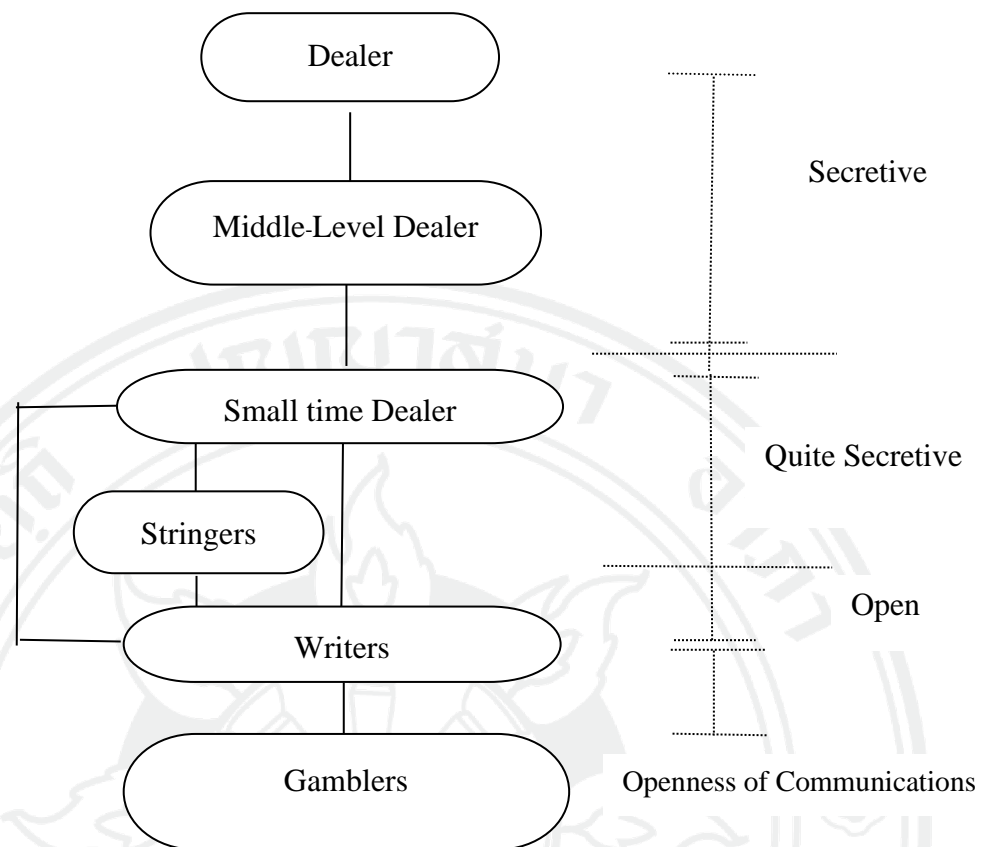 Dealer
Secretive
Middle-Level Dealer
Small time Dealer
Quite Secretive
Stringers
Open
Writers
Gamblers
Openness of Communications